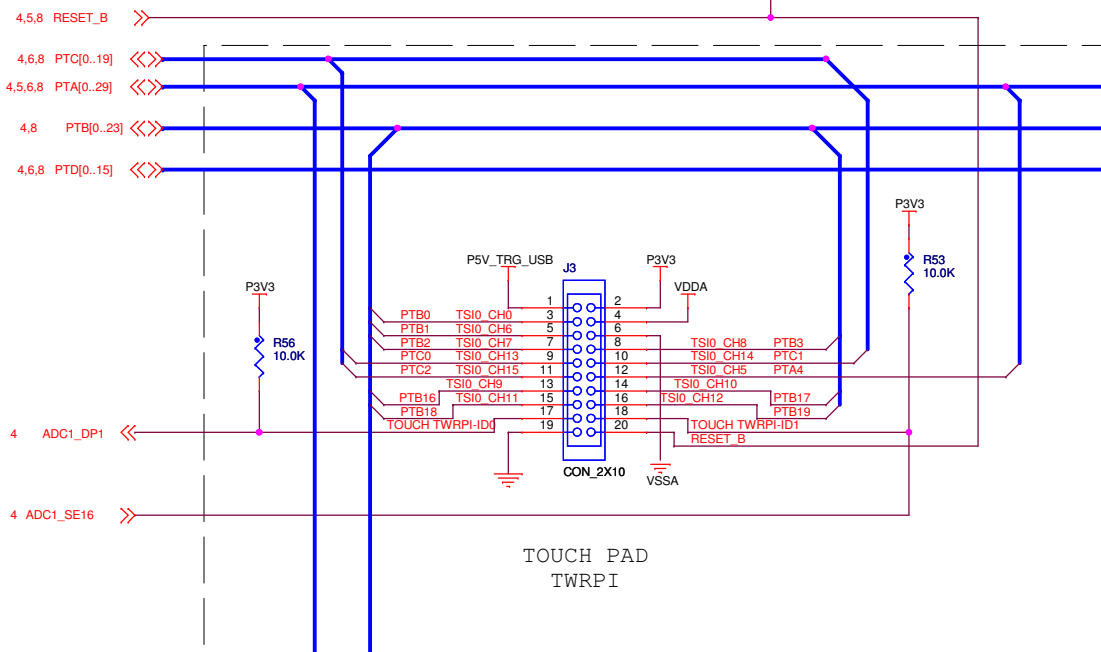 4,5,8 RESET_B
4,6,8 PTC[0..19]
4,5,6,8 PTA[0..29]
4,8 PTB[0..23]
4,6,8 PTD[0..15]
P3V3
R53
10.0K
P5V_TRG_USB
J3
P3V3
VDDA
P3V3
R56
10.0K
1 2
PTB0 TSI0_CH0 3 4
PTB1 TSI0_CH6 5 6
PTB2 TSI0_CH7 7 8 TSI0_CH8 PTB3
PTC0 TSI0_CH13 9 10 TSI0_CH14 PTC1
PTC2 TSI0_CH15 11 12 TSI0_CH5 PTA4
TSI0_CH9 13 14 TSI0_CH10
PTB16 TSI0_CH11 15 16 TSI0_CH12 PTB17
PTB18 17 18 PTB19
TOUCH TWRPI-ID0 19 20 TOUCH TWRPI-ID1
RESET_B
4 ADC1_DP1
CON_2X10
VSSA
4 ADC1_SE16
TOUCH PAD
TWRPI